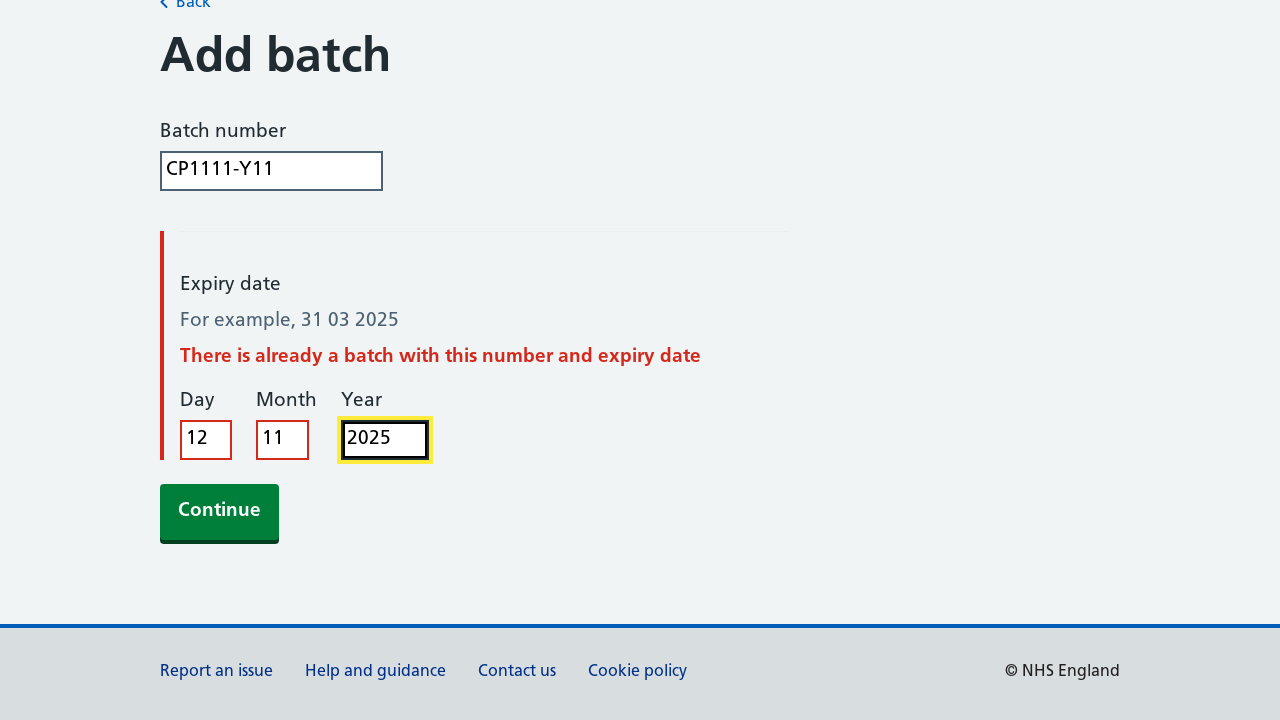 Back
Add batch
Batch number
CP1111-Y11
Expiry date
For example, 31 03 2025
There is already a batch with this number and expiry date
Day Month Year
12 11 2025
Continue
Report an issue Help and guidance Contact us Cookie policy © NHS England